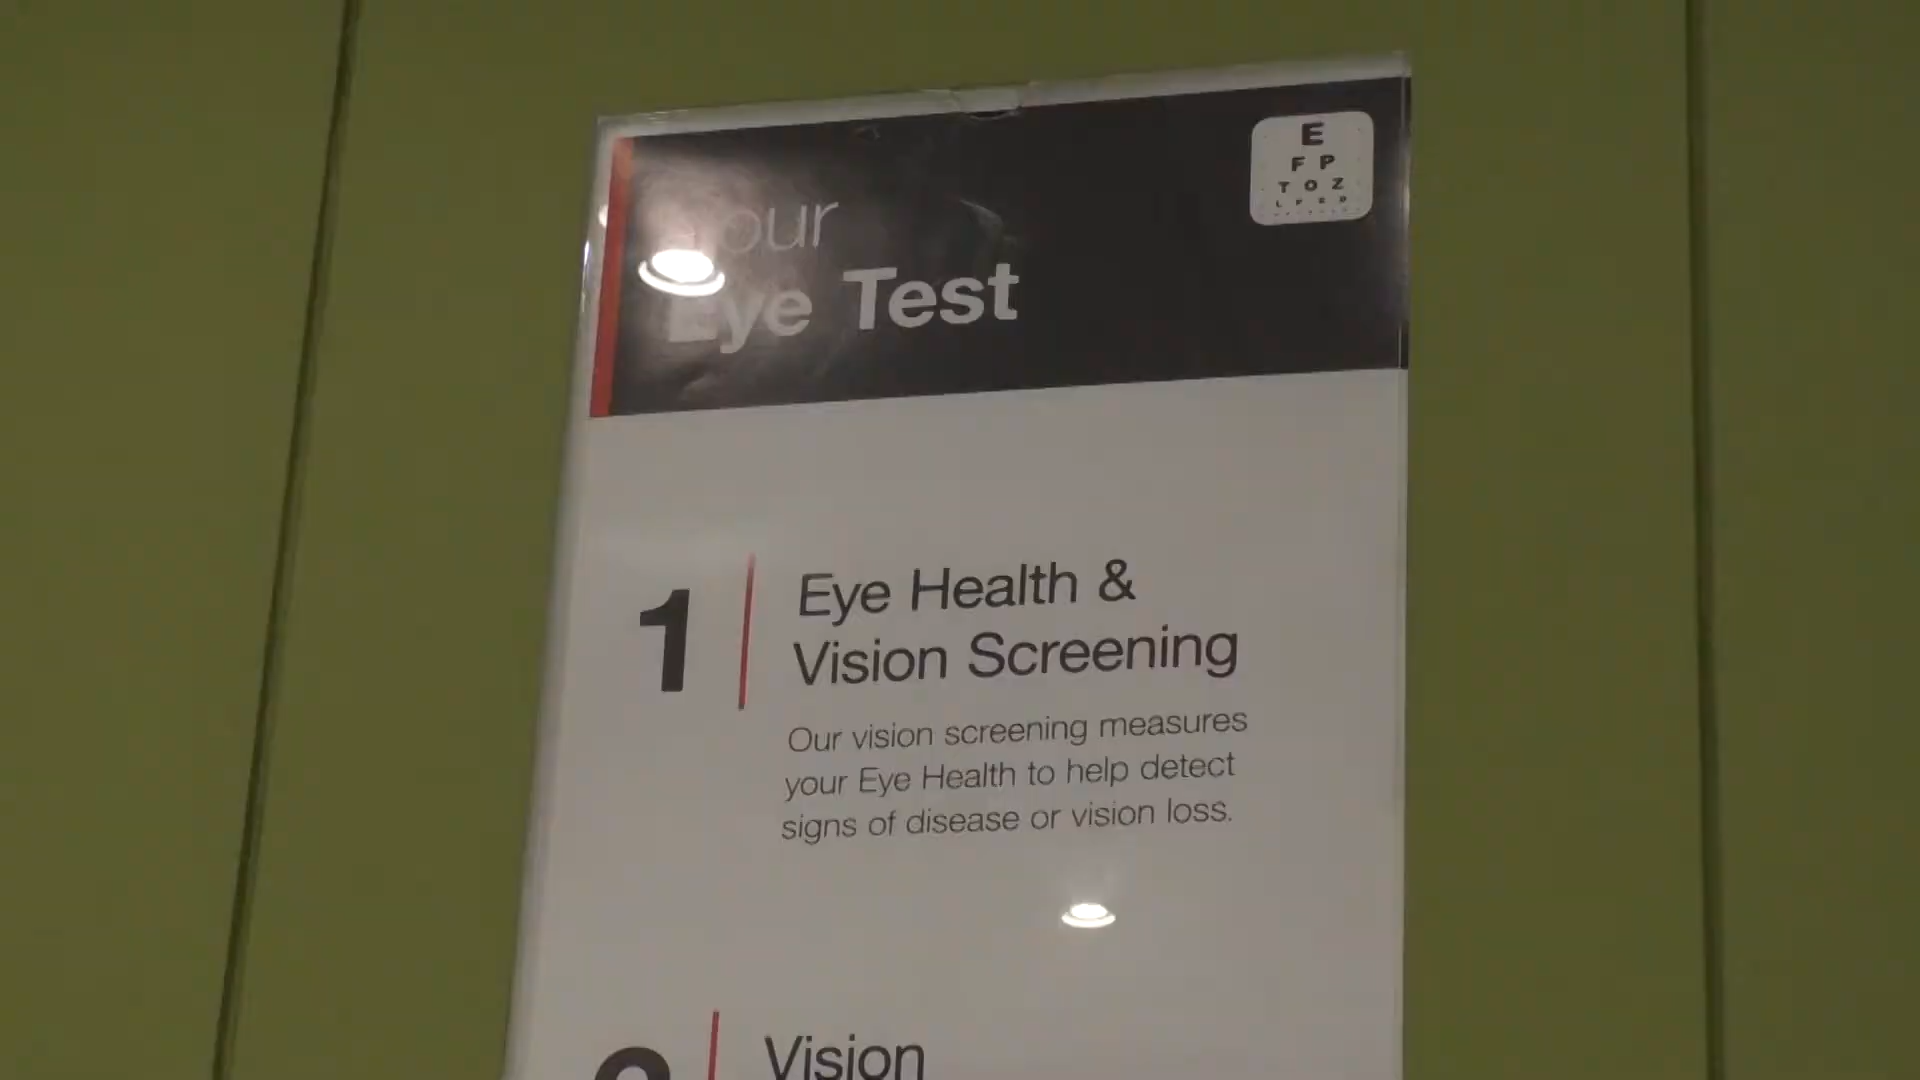 our
Eye Test
E
F P
T O Z
1
Eye Health &
Vision Screening
Our vision screening measures
your Eye Health to help detect
signs of disease or vision loss.
Vision